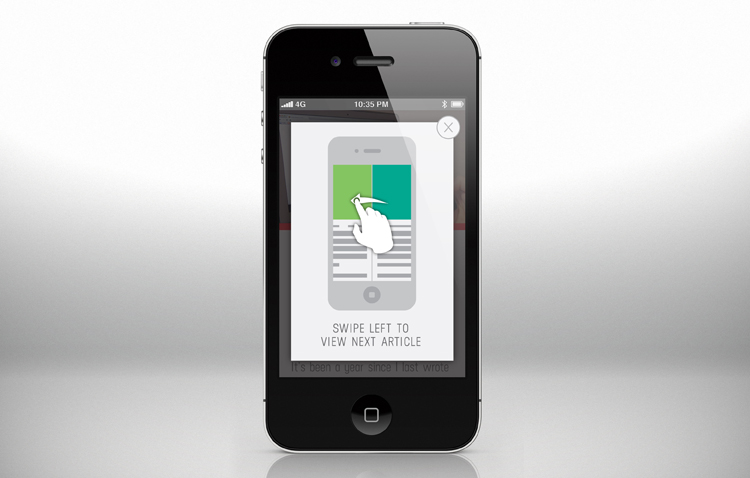 4G 10:35 PM
SWIPE LEFT TO
VIEW NEXT ARTICLE
It's been a year since I last wrote